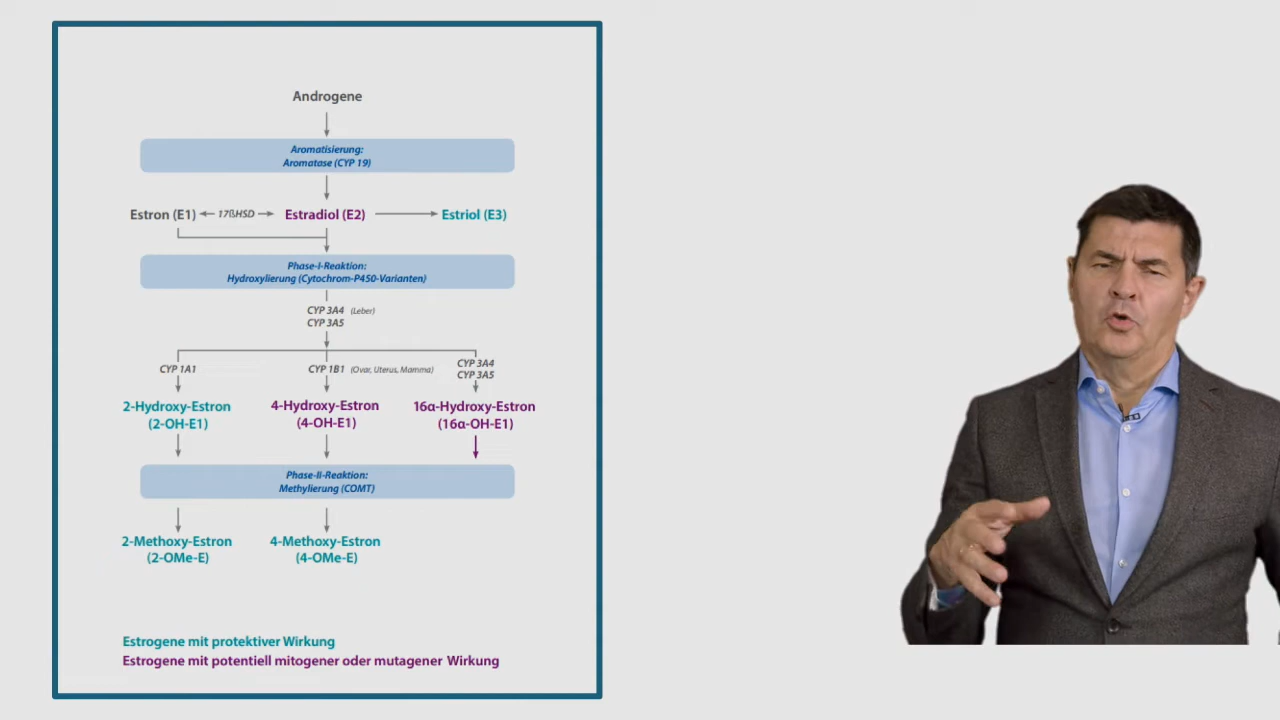 Androgene
Aromatisierung:
Aromatase (CYP 19)
Estron (E1) 17ßHSD Estradiol (E2) Estriol (E3)
Phase-I-Reaktion:
Hydroxylierung (Cytochrom-P450-Varianten)
CYP 3A4 (Leber)
CYP 3A5
CYP 1A1
CYP 1B1 (Ovar, Uterus, Mamma)
CYP 3A4
CYP 3A5
2-Hydroxy-Estron
(2-OH-E1)
4-Hydroxy-Estron
(4-OH-E1)
16α-Hydroxy-Estron
(16α-OH-E1)
Phase-II-Reaktion:
Methylierung (COMT)
2-Methoxy-Estron
(2-OMe-E)
4-Methoxy-Estron
(4-OMe-E)
Estrogene mit protektiver Wirkung
Estrogene mit potentiell mitogener oder mutagener Wirkung